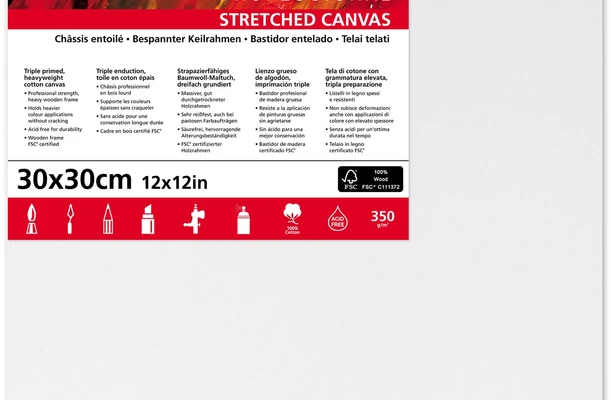 STRETCHED CANVAS
Châssis entoilé • Bespannter Keilrahmen • Bastidor entelado • Telai telati
Triple primed,
heavyweight
cotton canvas
• Professional strength,
heavy wooden frame
• Holds heavier
colour applications
without cracking
• Acid free for durability
• Wooden frame
FSC® certified
Triple enduction,
toile en coton épais
• Châssis professionnel
en bois lourd
• Supporte les couleurs
épaisses sans craqueler
• Sans acide pour une
conservation longue durée
• Cadre en bois certifié FSC®
Strapazierfähiges
Baumwoll-Maltuch,
dreifach grundiert
• Massiver, gut
durchgetrockneter
Holzrahmen
• Sehr reißfest, auch bei
pastosen Farbaufträgen
• Säurefrei, hervorragende
Alterungsbeständigkeit
• FSC® zertifizierter
Holzrahmen
Lienzo grueso
de algodón,
imprimación triple
• Bastidor profesional
de madera gruesa
• Resiste a la aplicación
de pinturas gruesas
sin agrietarse
• Sin ácido para una
mejor conservación
• Bastidor de madera
certificado FSC®
Tela di cotone con
grammatura elevata,
tripla preparazione
• Listelli in legno spessi
e resistenti
• Non subisce deformazioni
anche con applicazioni di
colore con elevato spessore
• Senza acidi per un'ottima
durata nel tempo
• Telaio in legno
certificato FSC®
30x30cm 12x12in
FSC
100%
Wood
FSC® C111372
100%
Cotton
ACID
FREE
350
g/m²